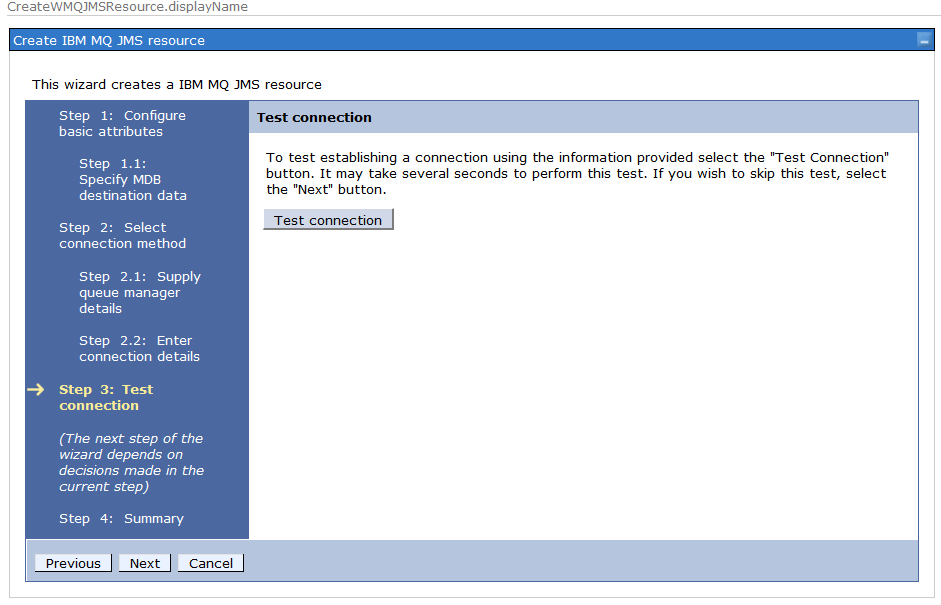 CreateWMQJMSResource.displayName
Create IBM MQ JMS resource
This wizard creates a IBM MQ JMS resource
Step 1: Configure
basic attributes
Step 1.1:
Specify MDB
destination data
Step 2: Select
connection method
Step 2.1: Supply
queue manager
details
Step 2.2: Enter
connection details
Step 3: Test
connection
(The next step of the
wizard depends on
decisions made in the
current step)
Step 4: Summary
Test connection
To test establishing a connection using the information provided select the "Test Connection"
button. It may take several seconds to perform this test. If you wish to skip this test, select
the "Next" button.
Test connection
Previous Next Cancel